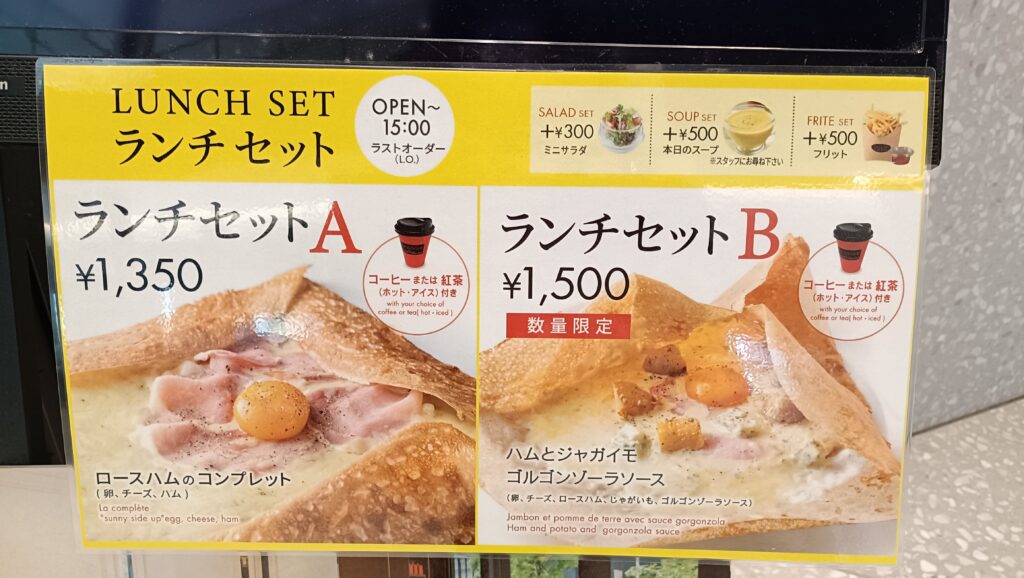 LUNCH SET
ランチセット
OPEN～
15:00
ラストオーダー
(L.O.)
SALAD SET
+¥300
ミニサラダ
SOUP SET
+¥500
本日のスープ
※スタッフにお尋ね下さい
FRITE SET
+¥500
フリット
ランチセットA
¥1,350
コーヒーまたは紅茶
(ホット・アイス)付き
with your choice of
coffee or tea( hot・iced )
ロースハムのコンプレット
(卵、チーズ、ハム)
La complète
"sunny side up"egg, cheese, ham
ランチセットB
¥1,500
数量限定
コーヒーまたは紅茶
(ホット・アイス)付き
with your choice of
coffee or tea( hot・iced )
ハムとジャガイモ
ゴルゴンゾーラソース
(卵、チーズ、ロースハム、じゃがいも、ゴルゴンゾーラソース)
Jambon et pomme de terre avec sauce gorgonzola
Ham and potato and gorgonzola sauce